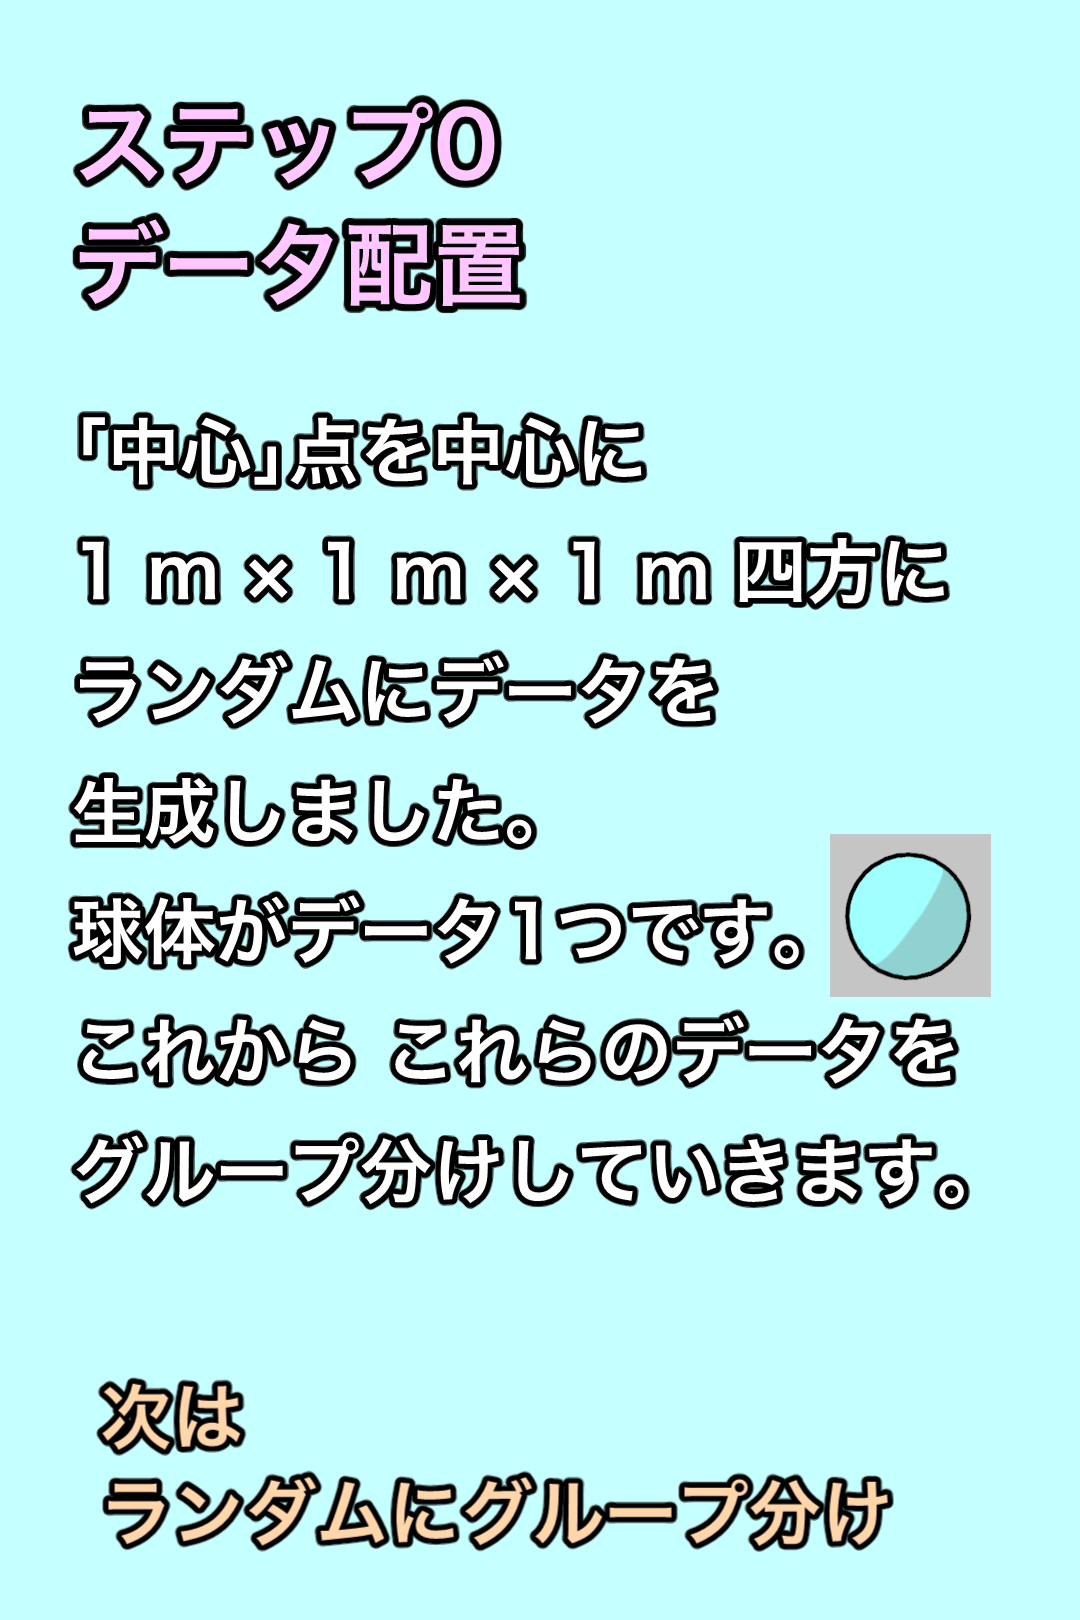 ステップ0
データ配置
「中心」点を中心に
1 m × 1 m × 1 m 四方に
ランダムにデータを
生成しました。
球体がデータ1つです。
これから これらのデータを
グループ分けしていきます。
次は
ランダムにグループ分け